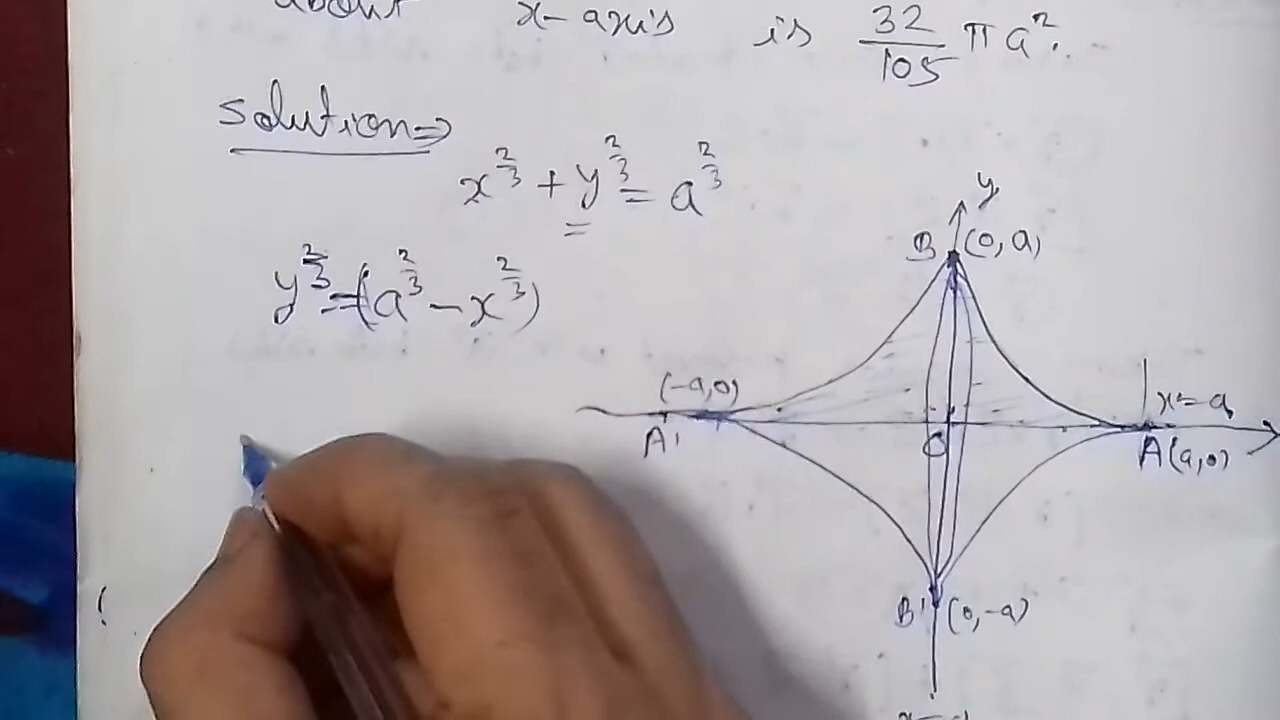 about x-axis is 32/105 πa².
Solution⇒
x^{2/3} + y^{2/3} = a^{2/3}
y^{2/3} = (a^{2/3} - x^{2/3})
y
B (0, a)
(-a, 0)
x = a
A'
O
A (a, 0)
B' (0, -a)